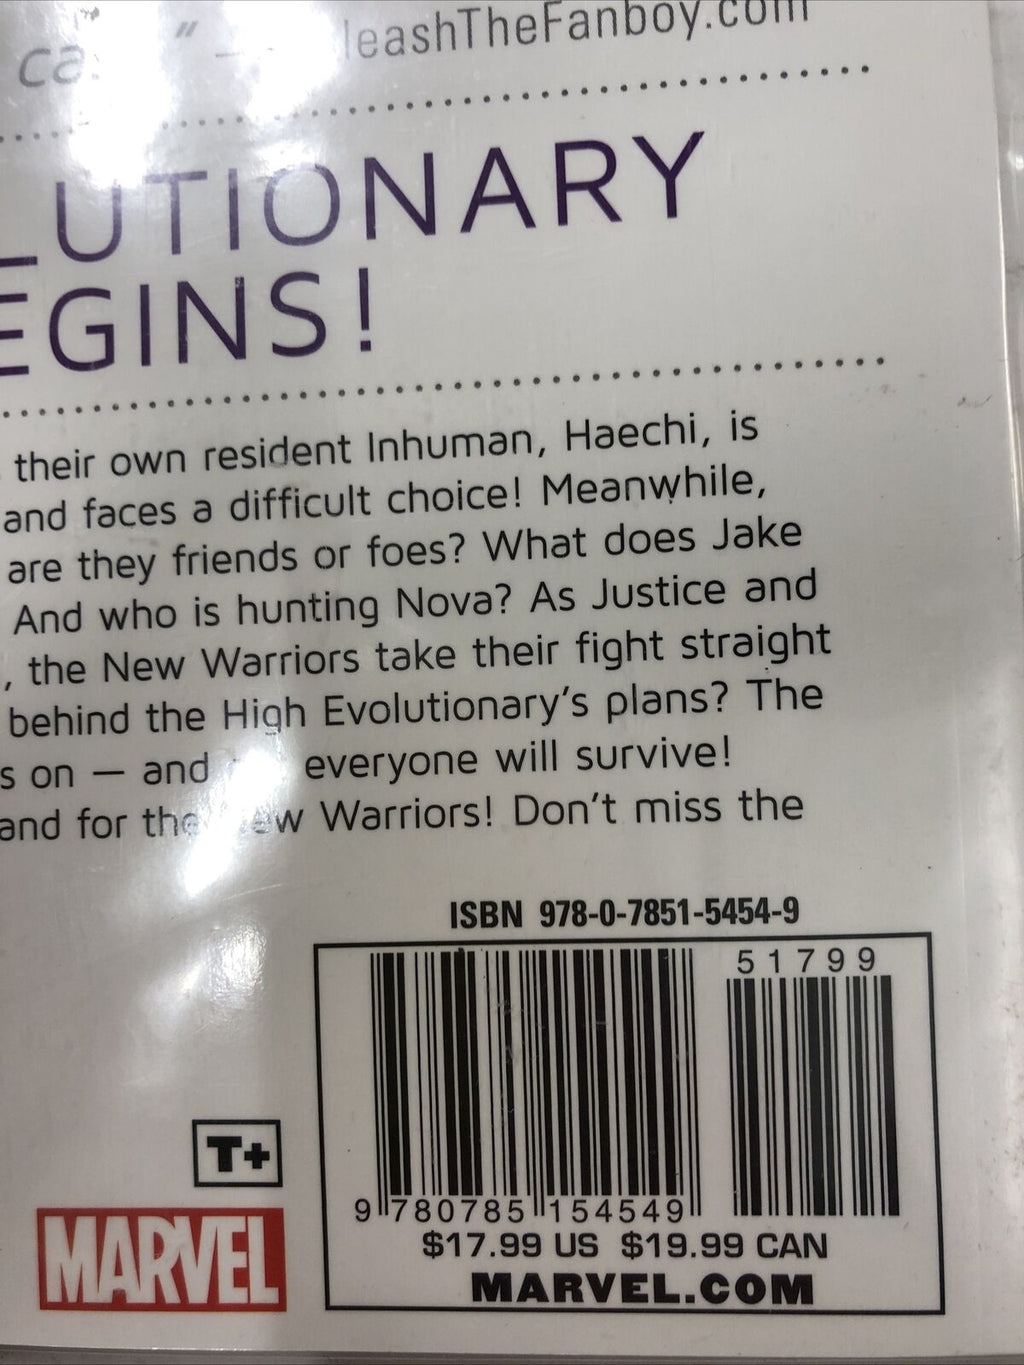 leashTheFanboy.com
LUTIONARY
EGINS!
their own resident Inhuman, Haechi, is
and faces a difficult choice! Meanwhile,
are they friends or foes? What does Jake
And who is hunting Nova? As Justice and
, the New Warriors take their fight straight
behind the High Evolutionary's plans? The
s on — and everyone will survive!
and for the New Warriors! Don't miss the
ISBN 978-0-7851-5454-9
51799
9 780785 154549
$17.99 US $19.99 CAN
MARVEL.COM
T+
MARVEL